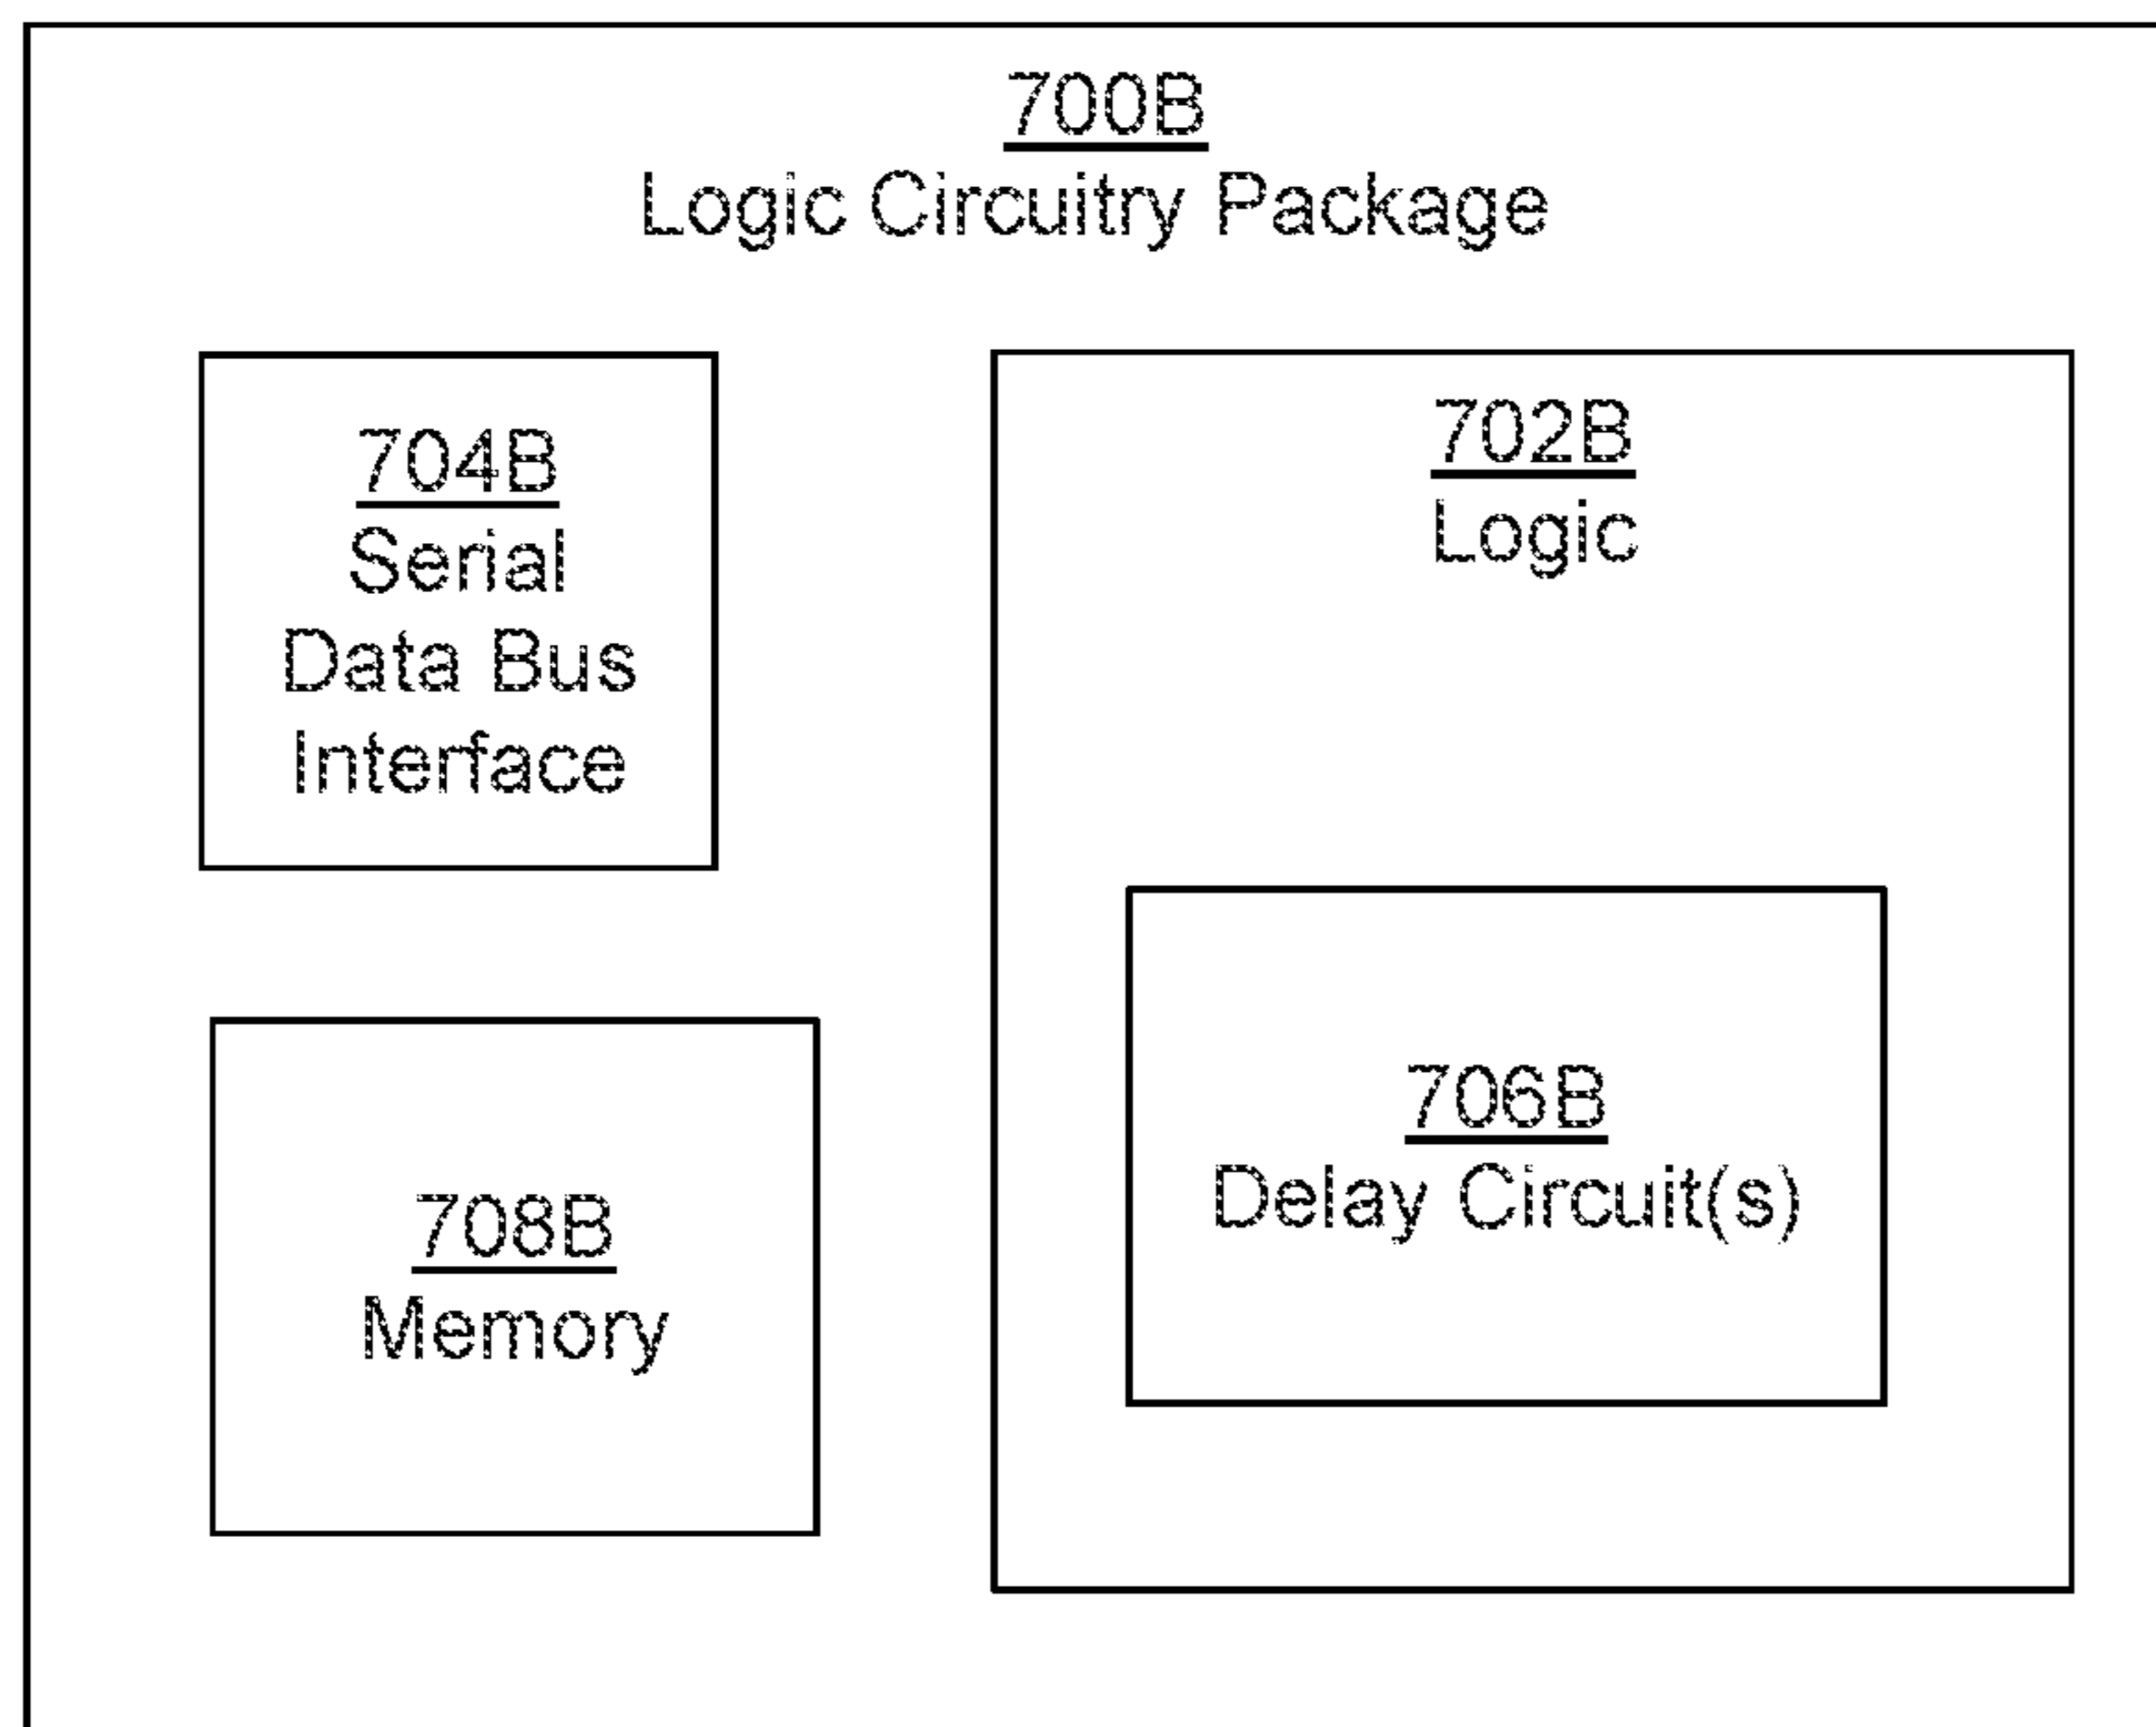 700B
Logic Circuitry Package
704B
Serial
Data Bus
Interface
702B
Logic
708B
Memory
706B
Delay Circuit(s)